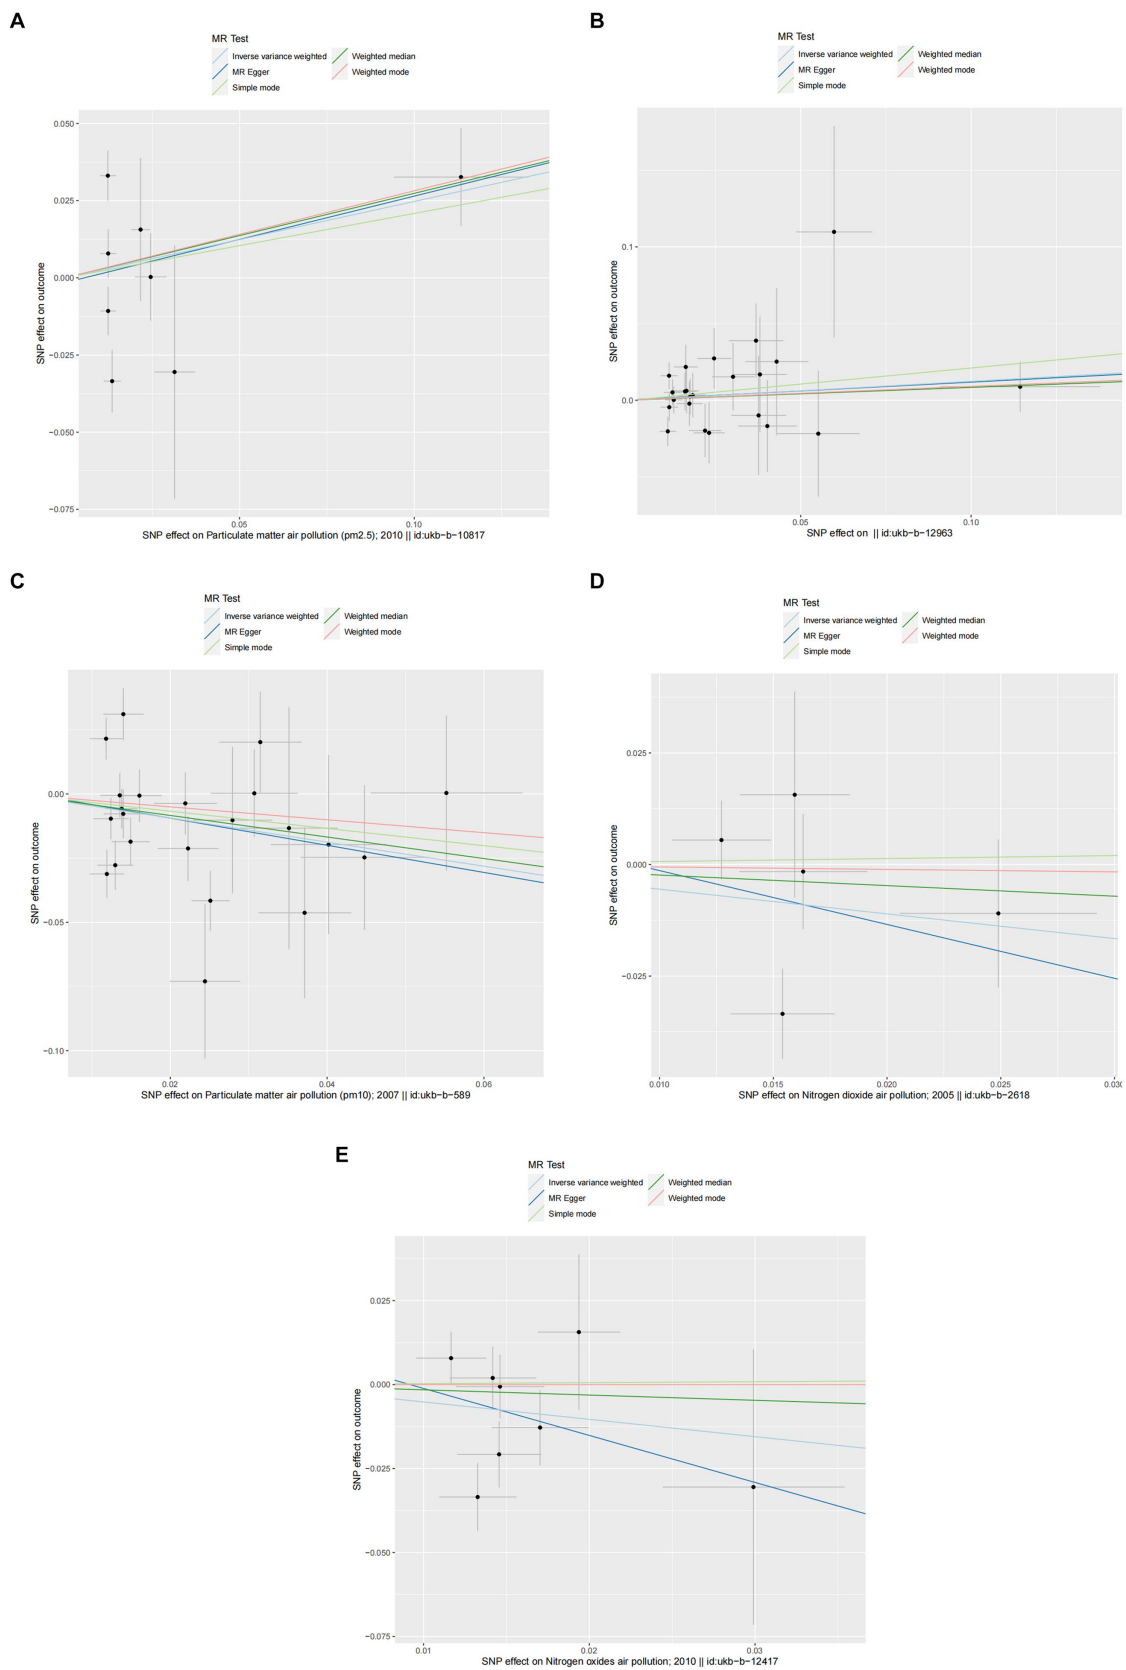 A
MR Test
Inverse variance weighted
Weighted median
MR Egger
Weighted mode
Simple mode
SNP effect on outcome
0.050
0.025
0.000
−0.025
−0.050
−0.075
0.05
0.10
SNP effect on Particulate matter air pollution (pm2.5); 2010 || id:ukb−b−10817
B
MR Test
Inverse variance weighted
Weighted median
MR Egger
Weighted mode
Simple mode
SNP effect on outcome
0.1
0.0
0.05
0.10
SNP effect on || id:ukb−b−12963
C
MR Test
Inverse variance weighted
Weighted median
MR Egger
Weighted mode
Simple mode
SNP effect on outcome
0.00
−0.05
−0.10
0.02
0.04
0.06
SNP effect on Particulate matter air pollution (pm10); 2007 || id:ukb−b−589
D
MR Test
Inverse variance weighted
Weighted median
MR Egger
Weighted mode
Simple mode
SNP effect on outcome
0.025
0.000
−0.025
0.010
0.015
0.020
0.025
0.030
SNP effect on Nitrogen dioxide air pollution; 2005 || id:ukb−b−2618
E
MR Test
Inverse variance weighted
Weighted median
MR Egger
Weighted mode
Simple mode
SNP effect on outcome
0.025
0.000
−0.025
−0.050
−0.075
0.01
0.02
0.03
SNP effect on Nitrogen oxides air pollution; 2010 || id:ukb−b−12417